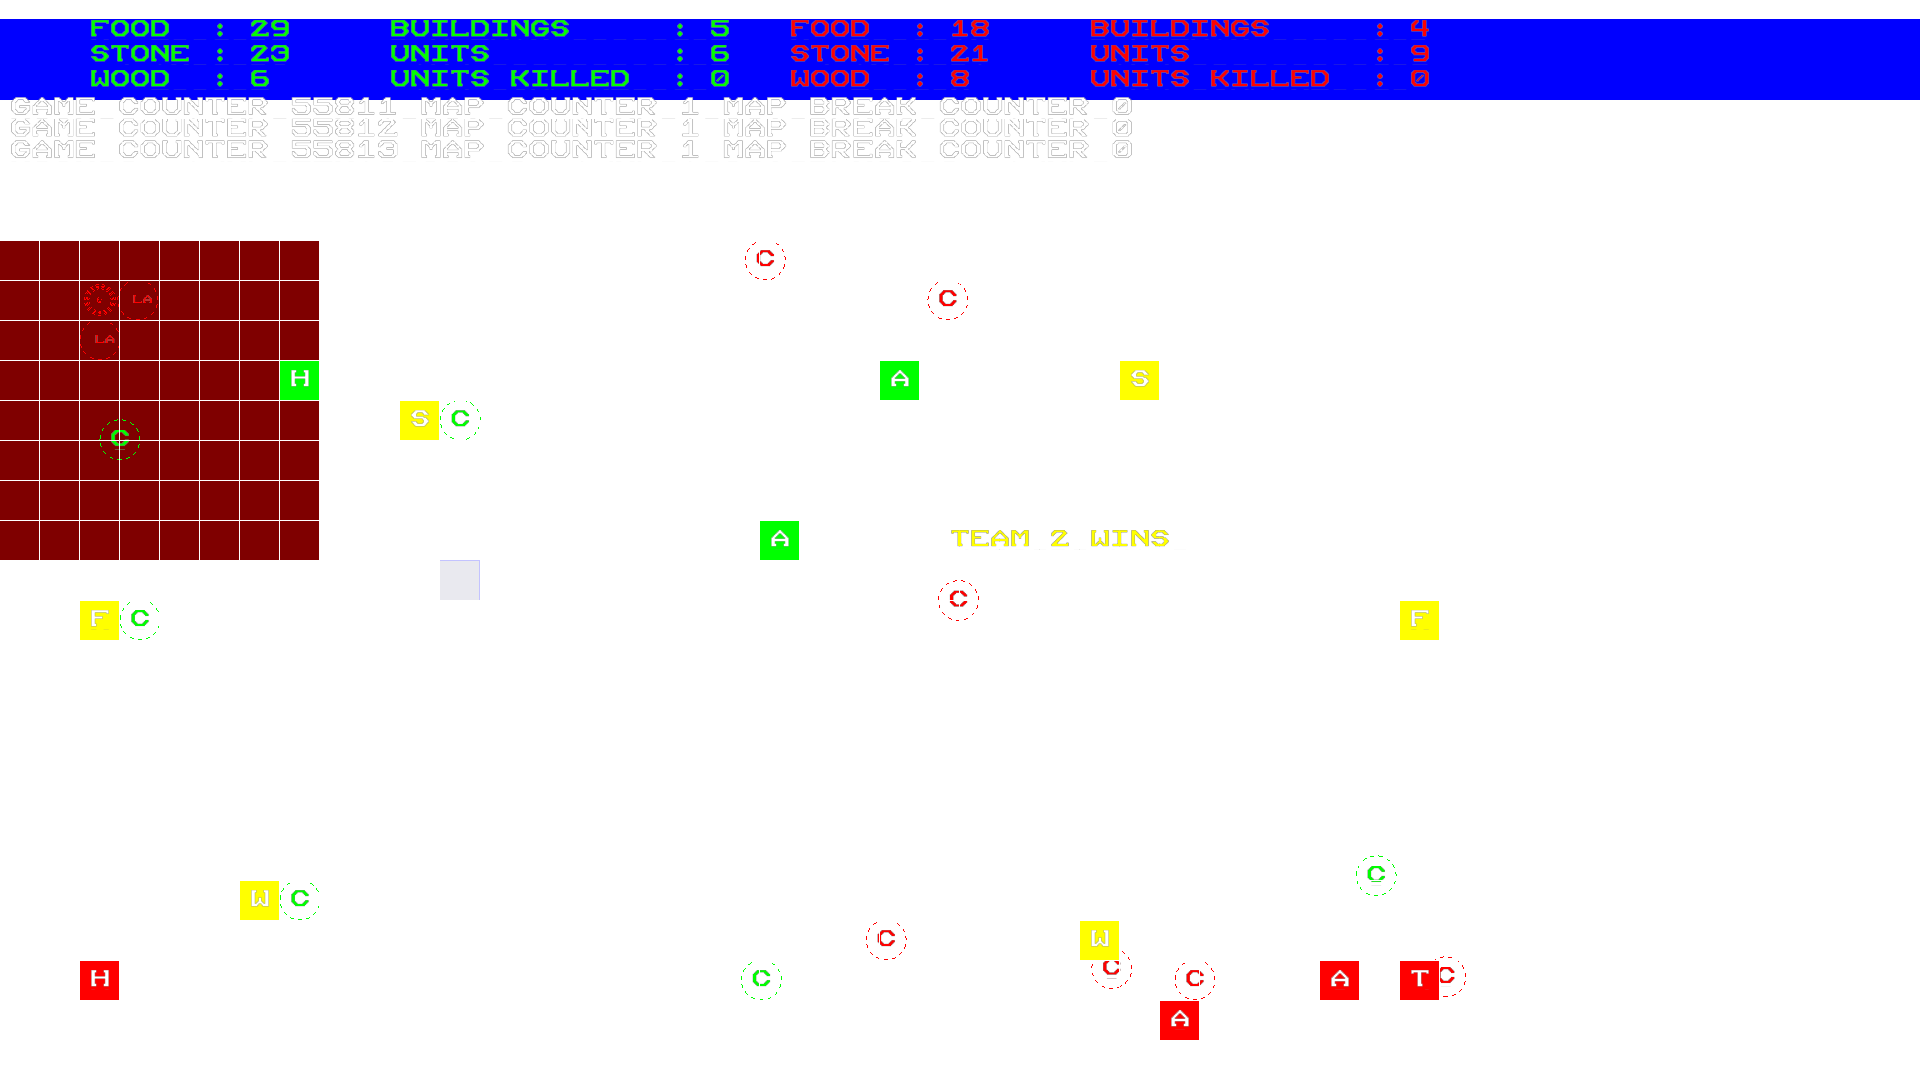 FOOD : 29 BUILDINGS : 5 FOOD : 18 BUILDINGS : 4
STONE : 23 UNITS : 6 STONE : 21 UNITS : 9
WOOD : 6 UNITS KILLED : 0 WOOD : 8 UNITS KILLED : 0
GAME COUNTER 55811 MAP COUNTER 1 MAP BREAK COUNTER 0
GAME COUNTER 55812 MAP COUNTER 1 MAP BREAK COUNTER 0
GAME COUNTER 55813 MAP COUNTER 1 MAP BREAK COUNTER 0
C
LA C
LA
H A S
S C
C
A TEAM 2 WINS
C
F C F
C
W C
C W
C
H C C A T C
A